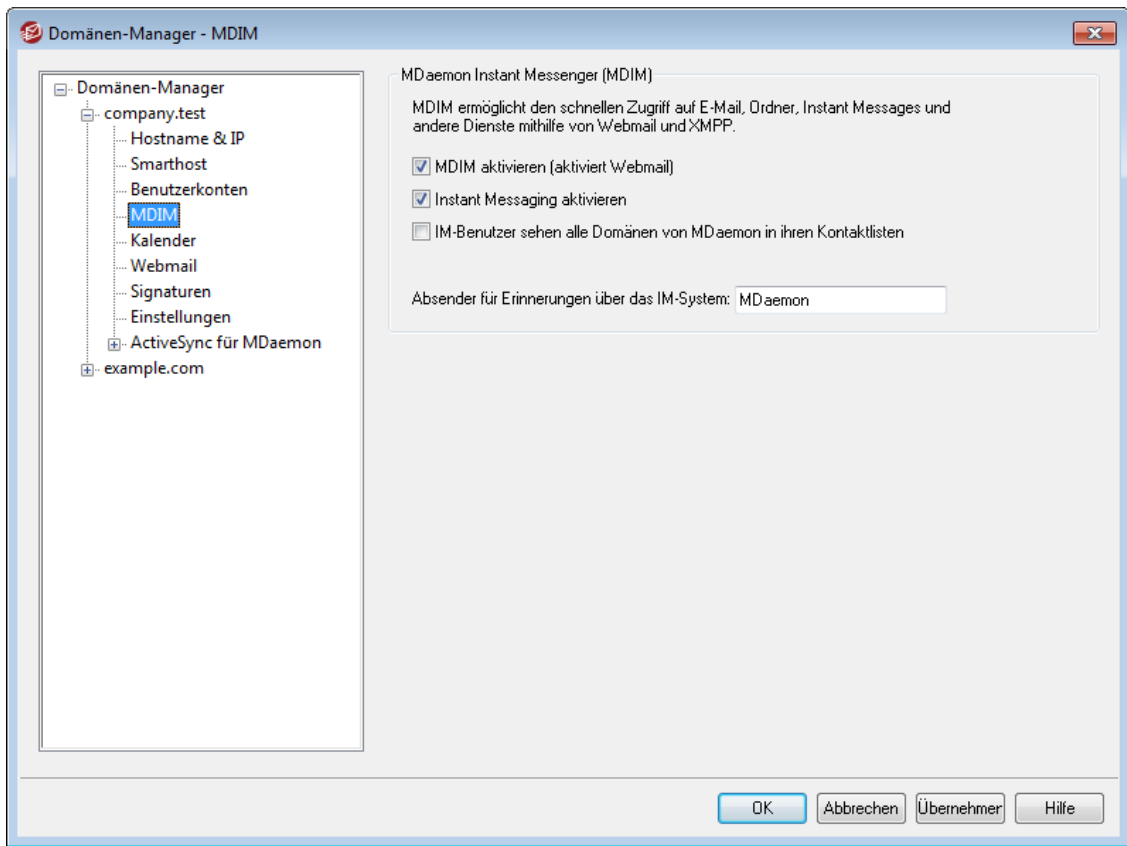 Domänen-Manager - MDIM
Domänen-Manager
company.test
Hostname & IP
Smarthost
Benutzerkonten
MDIM
Kalender
Webmail
Signaturen
Einstellungen
ActiveSync für MDaemon
example.com
MDaemon Instant Messenger (MDIM)
MDIM ermöglicht den schnellen Zugriff auf E-Mail, Ordner, Instant Messages und
andere Dienste mithilfe von Webmail und XMPP.
MDIM aktivieren (aktiviert Webmail)
Instant Messaging aktivieren
IM-Benutzer sehen alle Domänen von MDaemon in ihren Kontaktlisten
Absender für Erinnerungen über das IM-System: MDaemon
OK Abbrechen Übernehmer Hilfe